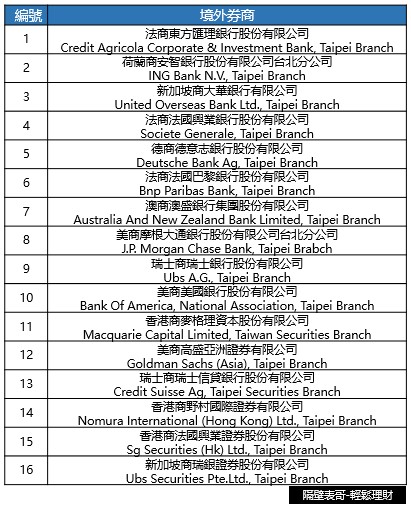 編號 境外券商
1 法商東方匯理銀行股份有限公司
Credit Agricola Corporate & Investment Bank, Taipei Branch
2 荷蘭商安智銀行股份有限公司台北分公司
ING Bank N.V., Taipei Branch
3 新加坡商大華銀行有限公司
United Overseas Bank Ltd., Taipei Branch
4 法商法國興業銀行股份有限公司
Societe Generale, Taipei Branch
5 德商德意志銀行股份有限公司
Deutsche Bank Ag, Taipei Branch
6 法商法國巴黎銀行股份有限公司
Bnp Paribas Bank, Taipei Branch
7 澳商澳盛銀行集團股份有限公司
Australia And New Zealand Bank Limited, Taipei Branch
8 美商摩根大通銀行股份有限公司台北分公司
J.P. Morgan Chase Bank, Taipei Brabch
9 瑞士商瑞士銀行股份有限公司
Ubs A.G., Taipei Branch
10 美商美國銀行股份有限公司
Bank Of America, National Association, Taipei Branch
11 香港商麥格理資本股份有限公司
Macquarie Capital Limited, Taiwan Securities Branch
12 美商高盛亞洲證券有限公司
Goldman Sachs (Asia), Taipei Branch
13 瑞士商瑞士信貸銀行股份有限公司
Credit Suisse Ag, Taipei Securities Branch
14 香港商野村國際證券有限公司
Nomura International (Hong Kong) Ltd., Taipei Branch
15 香港商法國興業證券股份有限公司
Sg Securities (Hk) Ltd., Taipei Branch
16 新加坡商瑞銀證券股份有限公司
Ubs Securities Pte.Ltd., Taipei Branch
隔壁表哥-輕鬆理財